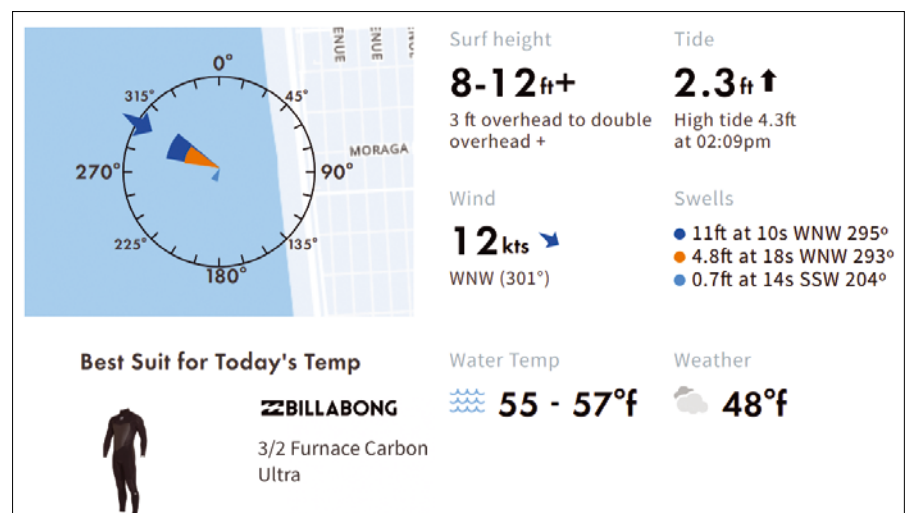 ENUE
ENUE
0°
315°
45°
270°
90°
MORAGA
225°
135°
180°
Surf height
8-12ft+
3 ft overhead to double
overhead +
Tide
2.3ft
High tide 4.3ft
at 02:09pm
Wind
12kts
WNW (301°)
Swells
11ft at 10s WNW 295º
4.8ft at 18s WNW 293º
0.7ft at 14s SSW 204º
Best Suit for Today's Temp
BILLABONG
3/2 Furnace Carbon
Ultra
Water Temp
55 - 57°f
Weather
48°f